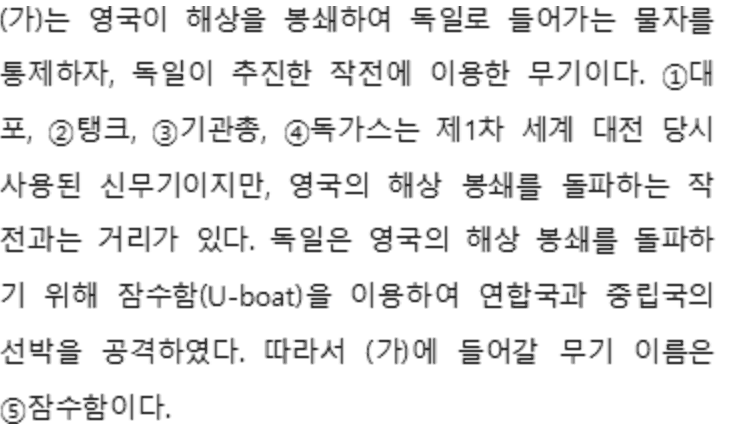 (가)는 영국이 해상을 봉쇄하여 독일로 들어가는 물자를
통제하자, 독일이 추진한 작전에 이용한 무기이다. ①대
포, ②탱크, ③기관총, ④독가스는 제1차 세계 대전 당시
사용된 신무기이지만, 영국의 해상 봉쇄를 돌파하는 작
전과는 거리가 있다. 독일은 영국의 해상 봉쇄를 돌파하
기 위해 잠수함(U-boat)을 이용하여 연합국과 중립국의
선박을 공격하였다. 따라서 (가)에 들어갈 무기 이름은
⑤잠수함이다.